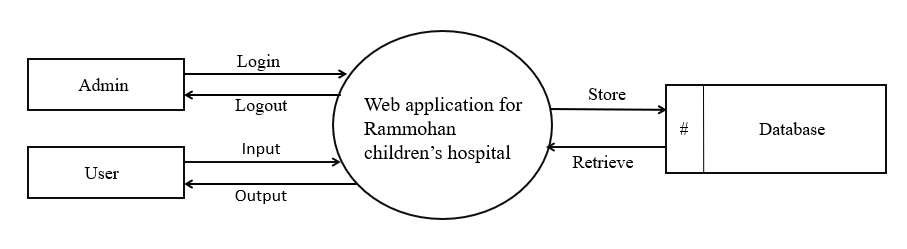 Login
Admin
Logout
Input
User
Output
Web application for
Rammohan
children’s hospital
Store
Retrieve
#
Database